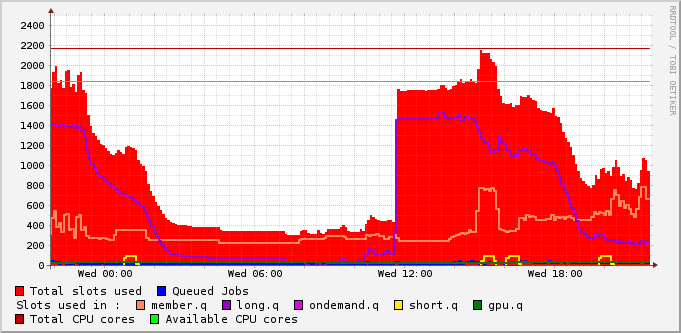 RRDTOOL / TOBI OETIKER
2400
2200
2000
1800
1600
1400
1200
1000
800
600
400
200
0
Wed 00:00 Wed 06:00 Wed 12:00 Wed 18:00
Total slots used Queued Jobs
Slots used in : member.q long.q ondemand.q short.q gpu.q
Total CPU cores Available CPU cores